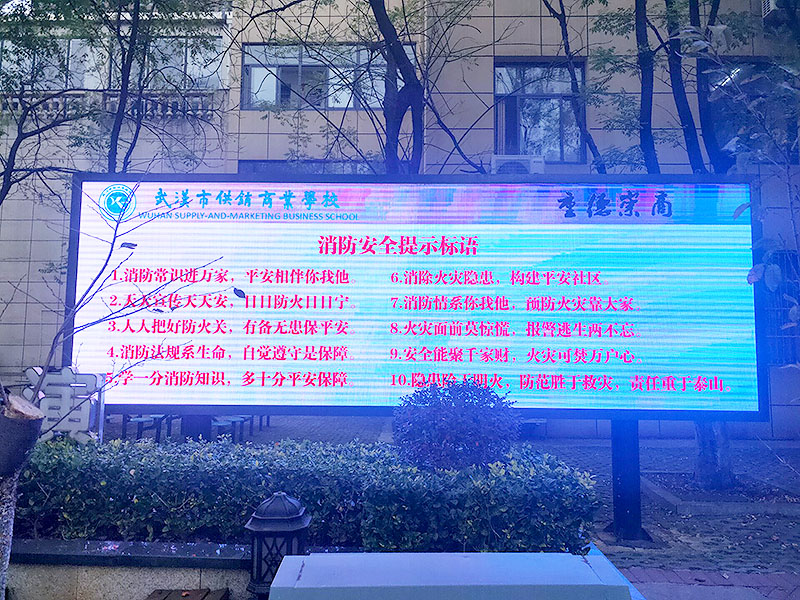 武漢市供銷商業學校
WUHAN SUPPLY-AND-MARKETING BUSINESS SCHOOL
重德崇商
消防安全提示标语
1.消防常识进万家，平安相伴你我他。
2.天天宣传天天安，日日防火日日宁。
3.人人把好防火关，有备无患保平安。
4.消防法规系生命，自觉遵守是保障。
5.学一分消防知识，多十分平安保障。
6.消除火灾隐患，构建平安社区。
7.消防情系你我他，预防火灾靠大家。
8.火灾面前莫惊慌，报警逃生两不忘。
9.安全能聚千家财，火灾可焚万户心。
10.隐患险于明火，防范胜于救灾，责任重于泰山。